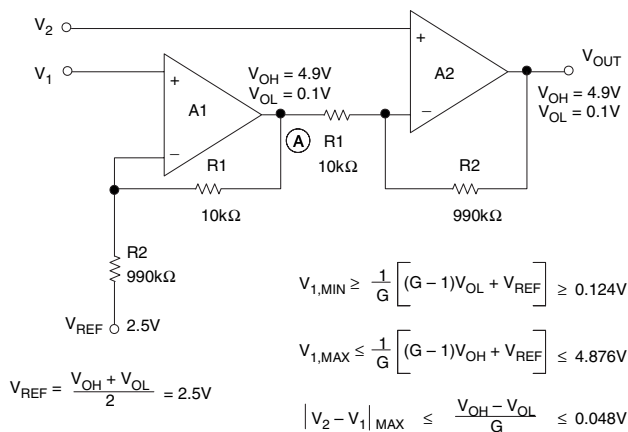 V2
V1
+
A1
−
VOH = 4.9V
VOL = 0.1V
A
R1
10kΩ
R1
10kΩ
+
A2
−
VOUT
VOH = 4.9V
VOL = 0.1V
R2
990kΩ
R2
990kΩ
VREF 2.5V
VREF = (VOH + VOL) / 2 = 2.5V
V1,MIN ≥ 1/G [(G – 1)VOL + VREF] ≥ 0.124V
V1,MAX ≤ 1/G [(G – 1)VOH + VREF] ≤ 4.876V
|V2 – V1| MAX ≤ (VOH – VOL) / G ≤ 0.048V